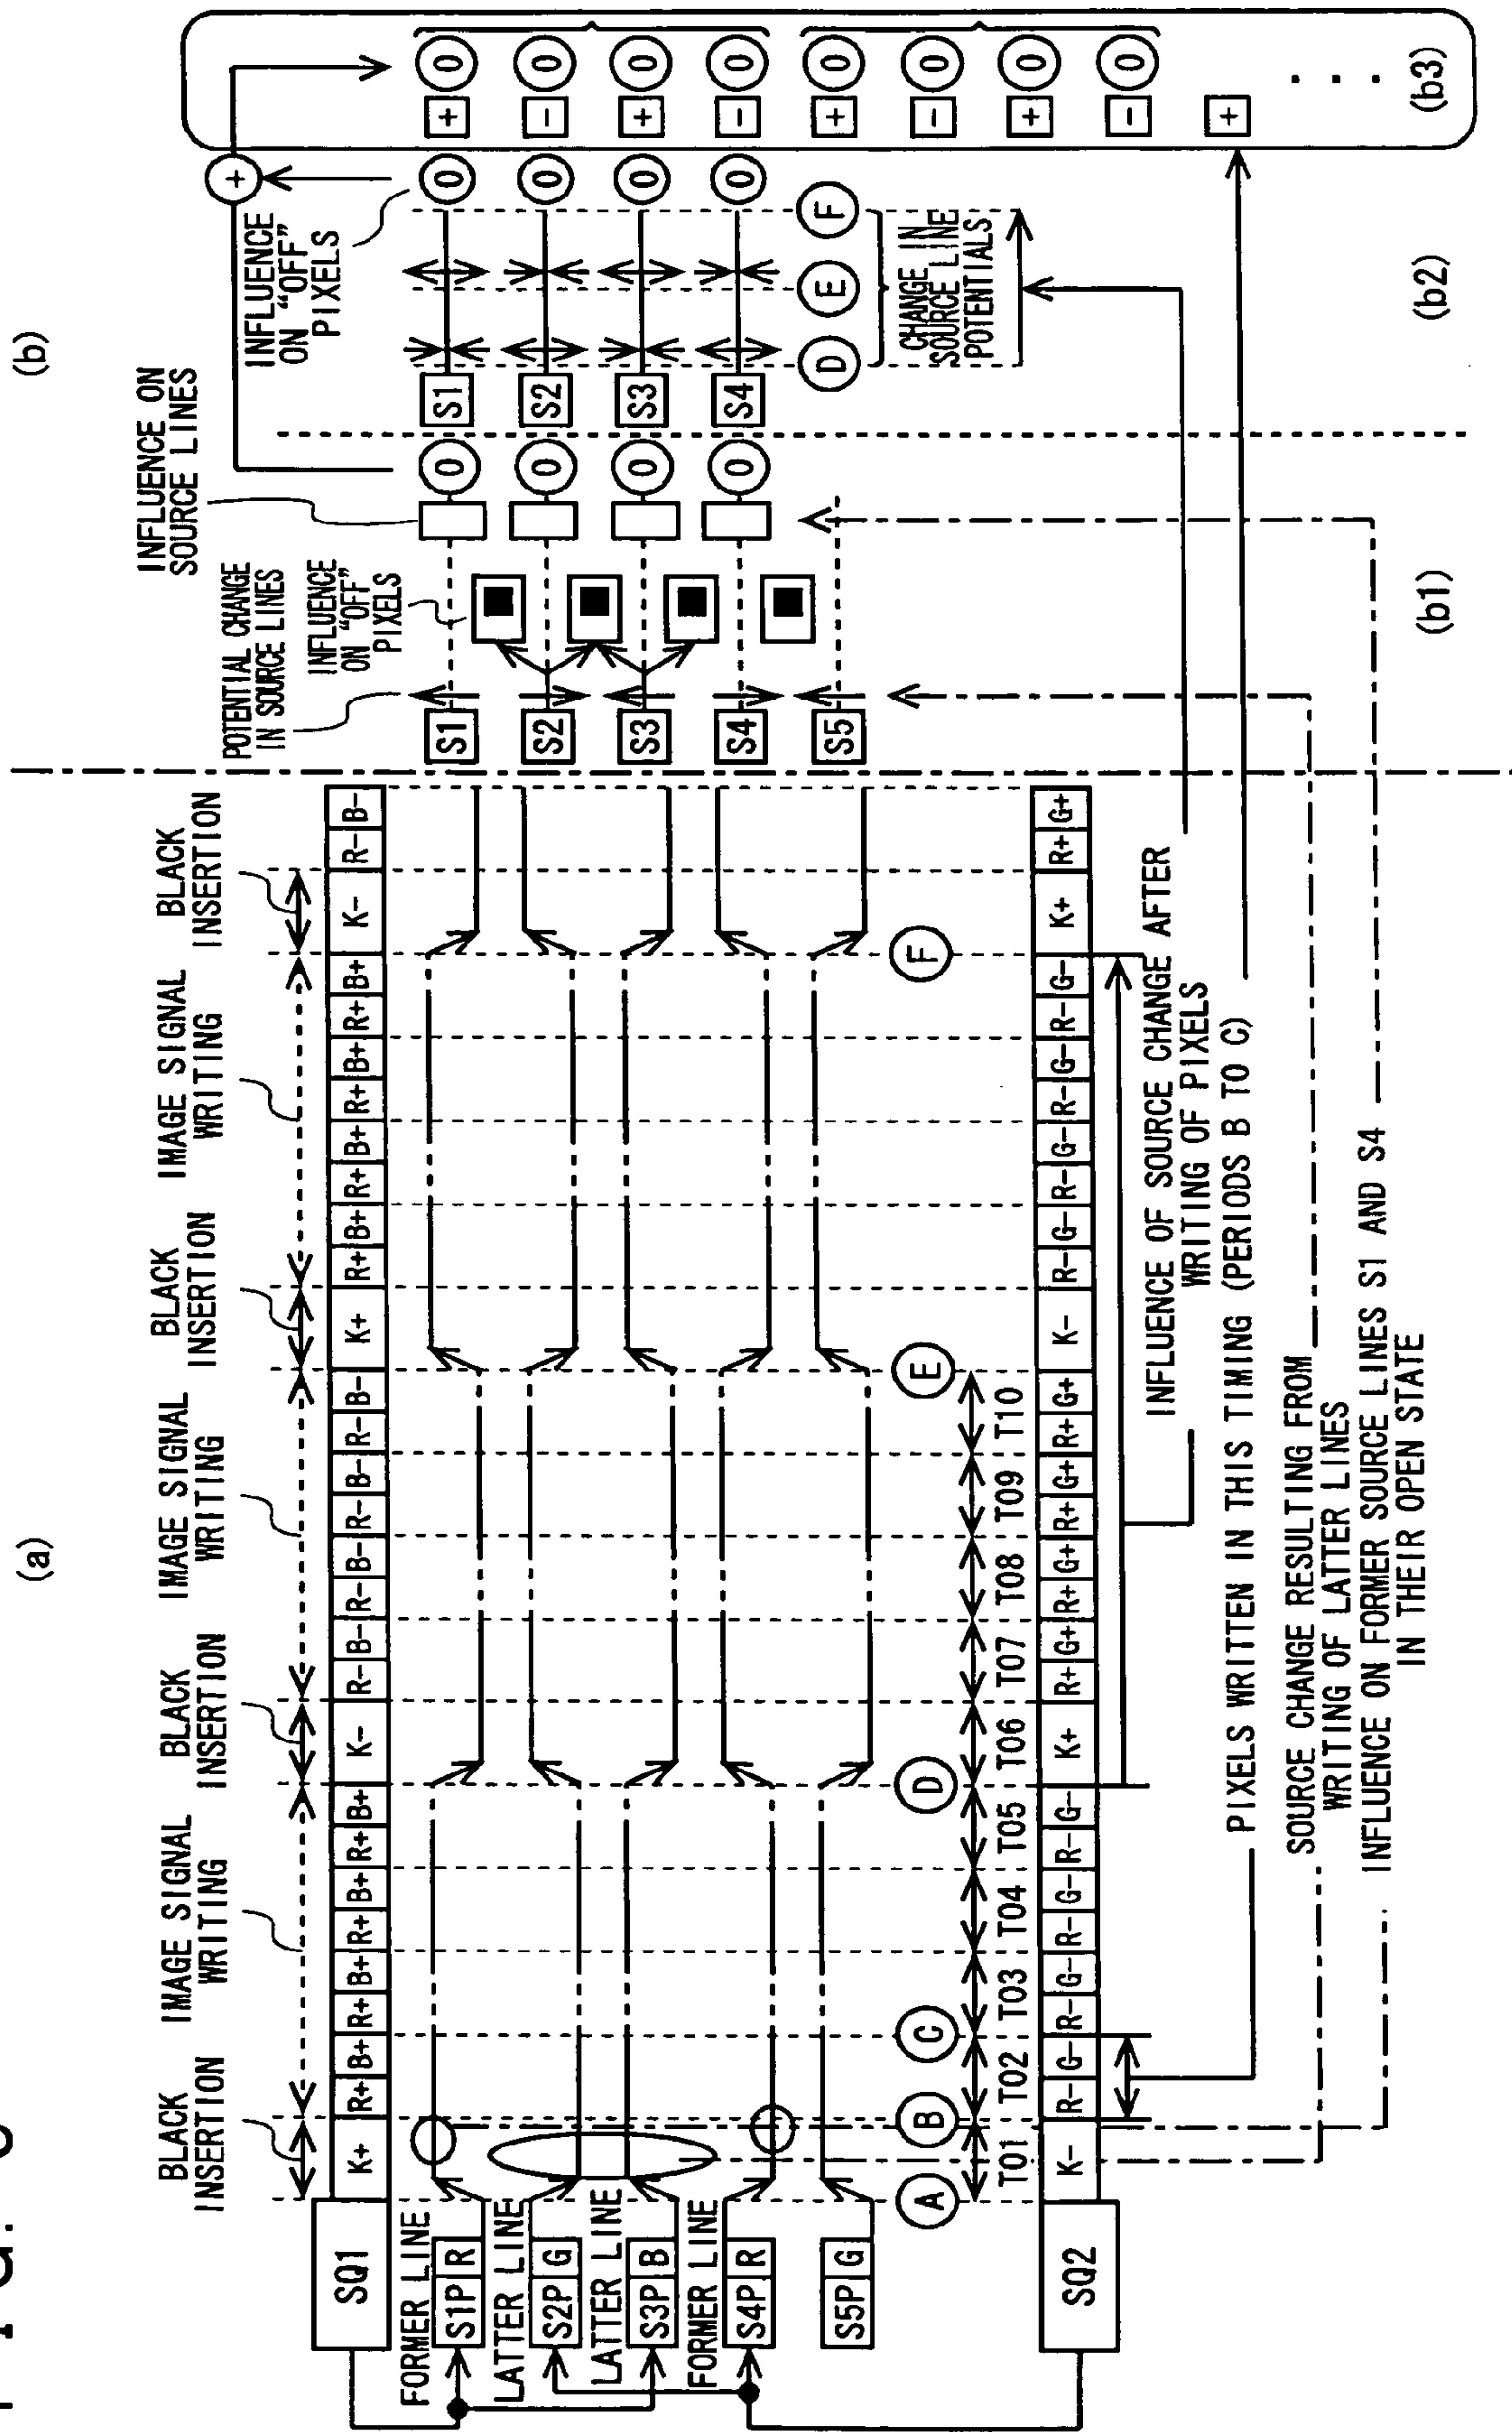 (a)
BLACK
INSERTION
IMAGE SIGNAL
WRITING
BLACK
INSERTION
IMAGE SIGNAL
WRITING
BLACK
INSERTION
IMAGE SIGNAL
WRITING
BLACK
INSERTION
SQ1 K+ R+ B+ R+ B+ R+ B+ R+ B+ K- R- B- R- B- R- B- R- B- K+ R+ B+ R+ B+ R+ B+ R+ B+ K- R- B-
FORMER LINE
S1P R
LATTER LINE
S2P G
LATTER LINE
S3P B
FORMER LINE
S4P R
S5P G
A B C D E F
T01 T02 T03 T04 T05 T06 T07 T08 T09 T10
SQ2 K- R- G- R- G- R- G- R- G- K+ R+ G+ R+ G+ R+ G+ R+ G+ K- R- G- R- G- R- G- R- G- K+ R+ G+
INFLUENCE OF SOURCE CHANGE AFTER
WRITING OF PIXELS
PIXELS WRITTEN IN THIS TIMING (PERIODS B TO C)
SOURCE CHANGE RESULTING FROM
WRITING OF LATTER LINES
INFLUENCE ON FORMER SOURCE LINES S1 AND S4
IN THEIR OPEN STATE
(b)
POTENTIAL CHANGE
IN SOURCE LINES
INFLUENCE
ON "OFF"
PIXELS
INFLUENCE ON
SOURCE LINES
S1 0
S2 0
S3 0
S4 0
S5
(b1)
INFLUENCE
ON "OFF"
PIXELS
+
S1 0
S2 0
S3 0
S4 0
D E F
CHANGE IN
SOURCE LINE
POTENTIALS
(b2)
+ 0
- 0
+ 0
- 0
+ 0
- 0
+ 0
- 0
+
(b3)